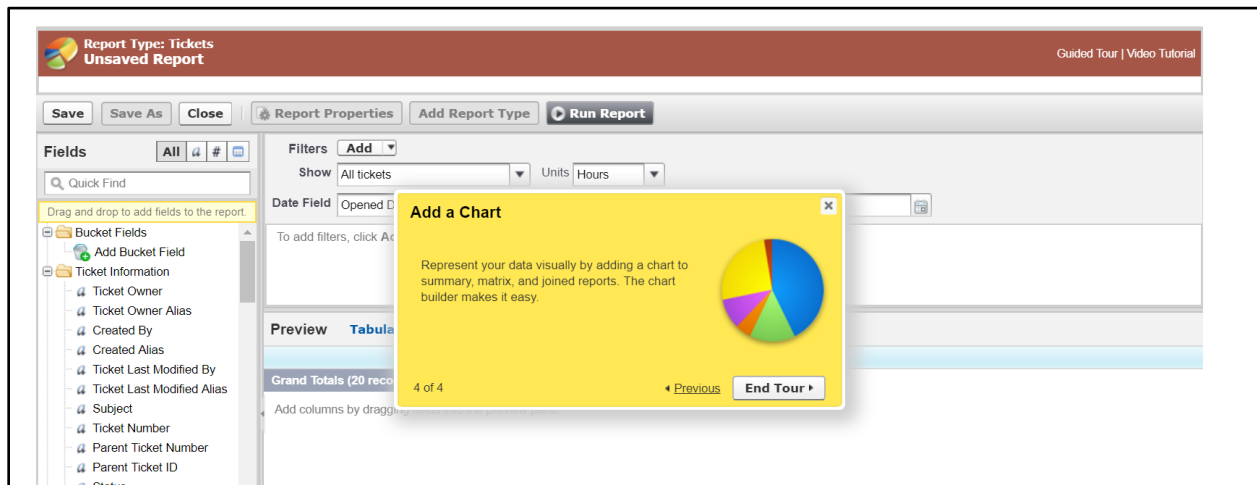 Report Type: Tickets
Unsaved Report
Guided Tour | Video Tutorial
Save
Save As
Close
Report Properties
Add Report Type
Run Report
Fields
All
a
#
Quick Find
Drag and drop to add fields to the report.
Bucket Fields
Add Bucket Field
Ticket Information
a Ticket Owner
a Ticket Owner Alias
a Created By
a Created Alias
a Ticket Last Modified By
a Ticket Last Modified Alias
a Subject
a Ticket Number
a Parent Ticket Number
a Parent Ticket ID
Filters
Add
Show
All tickets
Units
Hours
Date Field
Opened D
To add filters, click A
Add a Chart
Represent your data visually by adding a chart to
summary, matrix, and joined reports. The chart
builder makes it easy.
4 of 4
Previous
End Tour
Preview
Tabula
Grand Totals (20 reco
Add columns by dragging